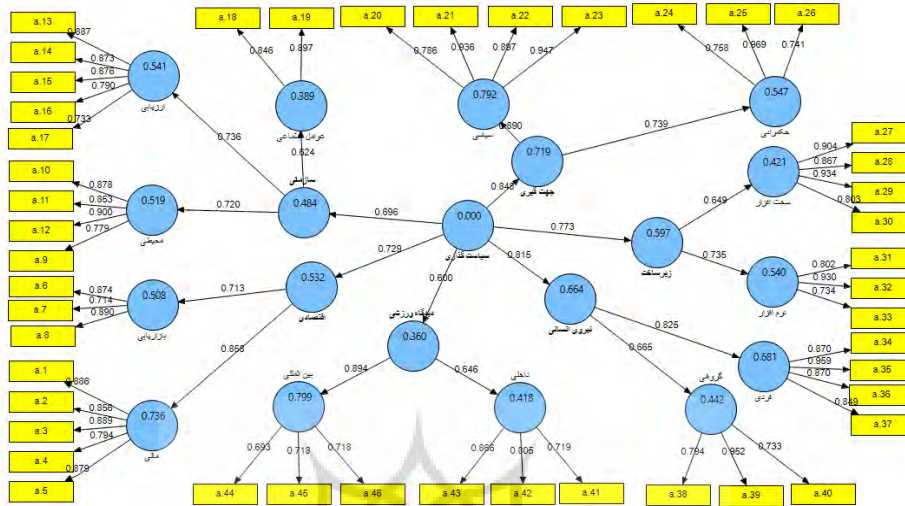 a.18
a.19
a.20
a.21
a.22
a.23
a.24
a.25
a.26
0.846
0.897
0.786
0.936
0.897
0.947
0.758
0.969
0.741
a.13
a.14
a.15
a.16
a.17
0.887
0.873
0.876
0.790
0.733
0.541
ارزیابی
0.389
عوامل اجتماعی
0.792
سیاسی
0.547
حکمرانی
0.736
0.624
0.890
0.739
0.719
جهت گیری
0.848
a.27
a.28
a.29
a.30
0.904
0.867
0.934
0.803
0.421
سخت افزار
a.10
a.11
a.12
a.9
0.878
0.853
0.900
0.779
0.519
محیطی
0.720
سازمانی
0.484
0.696
0.000
سیاست گذاری
0.773
0.597
زیرساخت
0.649
0.735
a.31
a.32
a.33
0.802
0.930
0.734
0.540
نرم افزار
a.6
a.7
a.8
0.874
0.714
0.890
0.508
بازاریابی
0.713
0.532
اقتصادی
0.729
0.600
0.815
0.664
نیروی انسانی
0.825
0.665
دیدگاه ورزشی
0.360
0.858
0.894
0.646
a.34
a.35
a.36
a.37
0.870
0.959
0.870
0.849
0.681
فردی
a.1
a.2
a.3
a.4
a.5
0.886
0.856
0.889
0.794
0.879
0.736
مالی
بین المللی
0.799
داخلی
0.418
گروهی
0.442
0.693
0.718
0.718
0.866
0.805
0.719
0.794
0.952
0.733
a.44
a.45
a.46
a.43
a.42
a.41
a.38
a.39
a.40